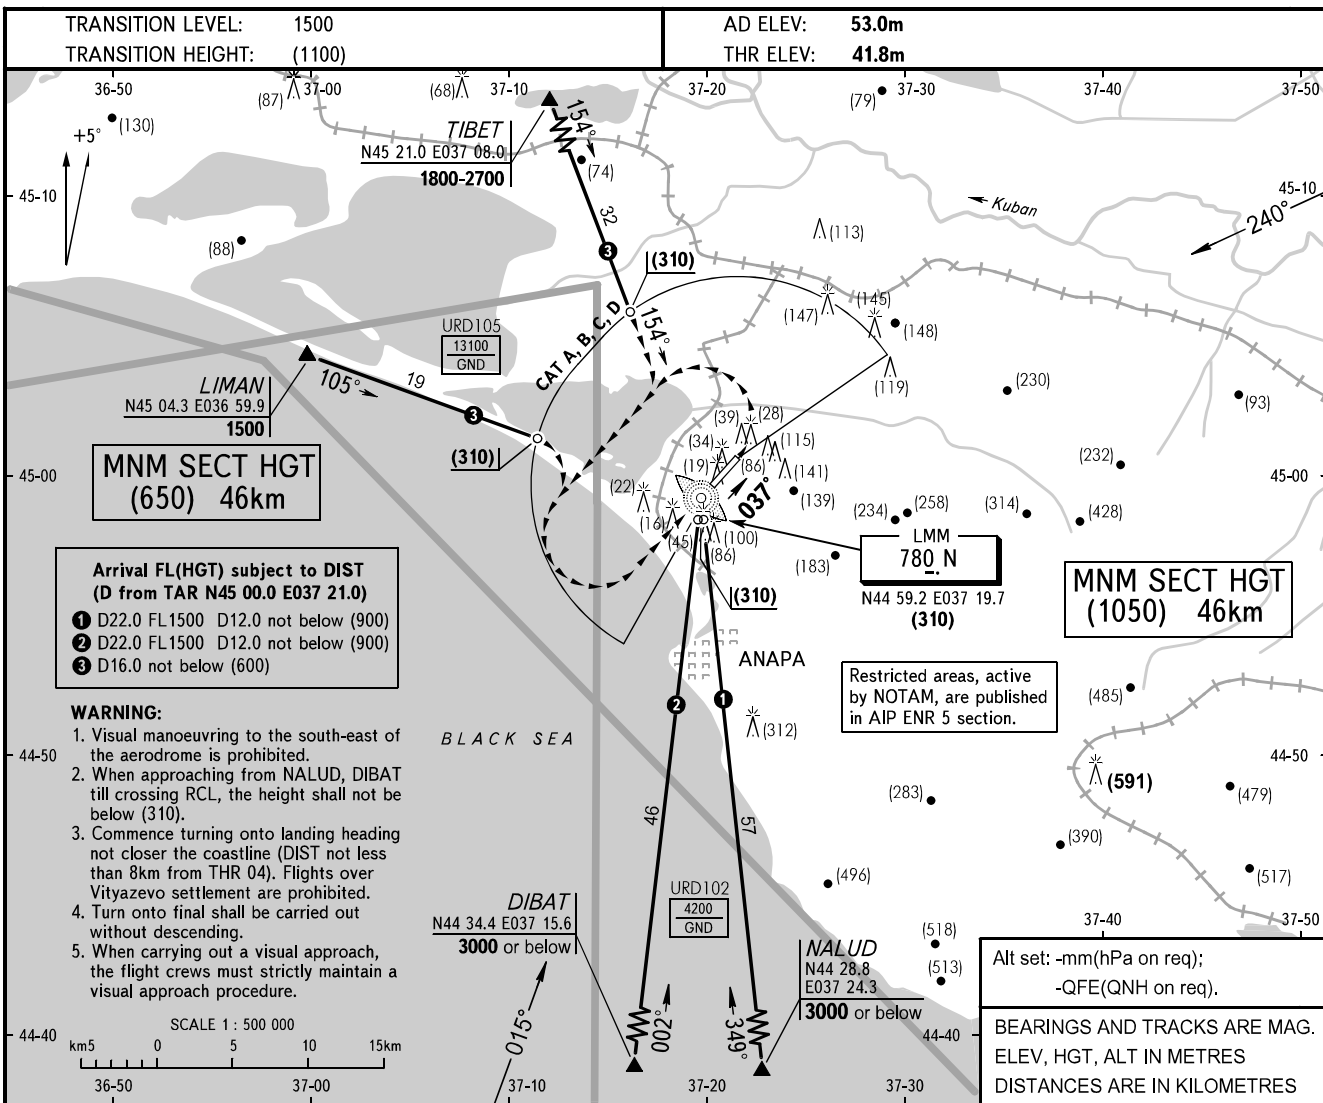 TRANSITION LEVEL: 1500
TRANSITION HEIGHT: (1100)
AD ELEV: 53.0m
THR ELEV: 41.8m
36-50
37-00
37-10
37-20
37-30
37-40
37-50
(87)
(68)
(79)
(130)
+5°
TIBET
N45 21.0 E037 08.0
1800-2700
154°
(74)
45-10
45-10
Kuban
240°
(88)
32
3
(113)
(310)
(147)
(145)
(148)
URD105
13100
GND
CAT A, B, C, D
154°
(119)
LIMAN
N45 04.3 E036 59.9
1500
105°
19
3
(230)
(93)
(39)
(28)
(34)
(115)
(19)
(86)
(141)
(310)
MNM SECT HGT
(650) 46km
45-00
45-00
(232)
(22)
037°
(139)
(16)
(234)
(258)
(314)
(428)
(45)
(100)
(86)
LMM
780 N
N44 59.2 E037 19.7
(310)
(183)
(310)
MNM SECT HGT
(1050) 46km
Arrival FL(HGT) subject to DIST
(D from TAR N45 00.0 E037 21.0)
1 D22.0 FL1500 D12.0 not below (900)
2 D22.0 FL1500 D12.0 not below (900)
3 D16.0 not below (600)
ANAPA
Restricted areas, active
by NOTAM, are published
in AIP ENR 5 section.
(485)
2
1
(312)
WARNING:
1. Visual manoeuvring to the south-east of
the aerodrome is prohibited.
2. When approaching from NALUD, DIBAT
till crossing RCL, the height shall not be
below (310).
3. Commence turning onto landing heading
not closer the coastline (DIST not less
than 8km from THR 04). Flights over
Vityazevo settlement are prohibited.
4. Turn onto final shall be carried out
without descending.
5. When carrying out a visual approach,
the flight crews must strictly maintain a
visual approach procedure.
BLACK SEA
44-50
44-50
(591)
(283)
(479)
46
57
(390)
(496)
(517)
URD102
4200
GND
DIBAT
N44 34.4 E037 15.6
3000 or below
37-40
37-50
(518)
(513)
NALUD
N44 28.8
E037 24.3
3000 or below
015°
002°
349°
SCALE 1 : 500 000
km5 0 5 10 15km
44-40
44-40
36-50
37-00
37-10
37-20
37-30
Alt set: -mm(hPa on req);
-QFE(QNH on req).
BEARINGS AND TRACKS ARE MAG.
ELEV, HGT, ALT IN METRES
DISTANCES ARE IN KILOMETRES